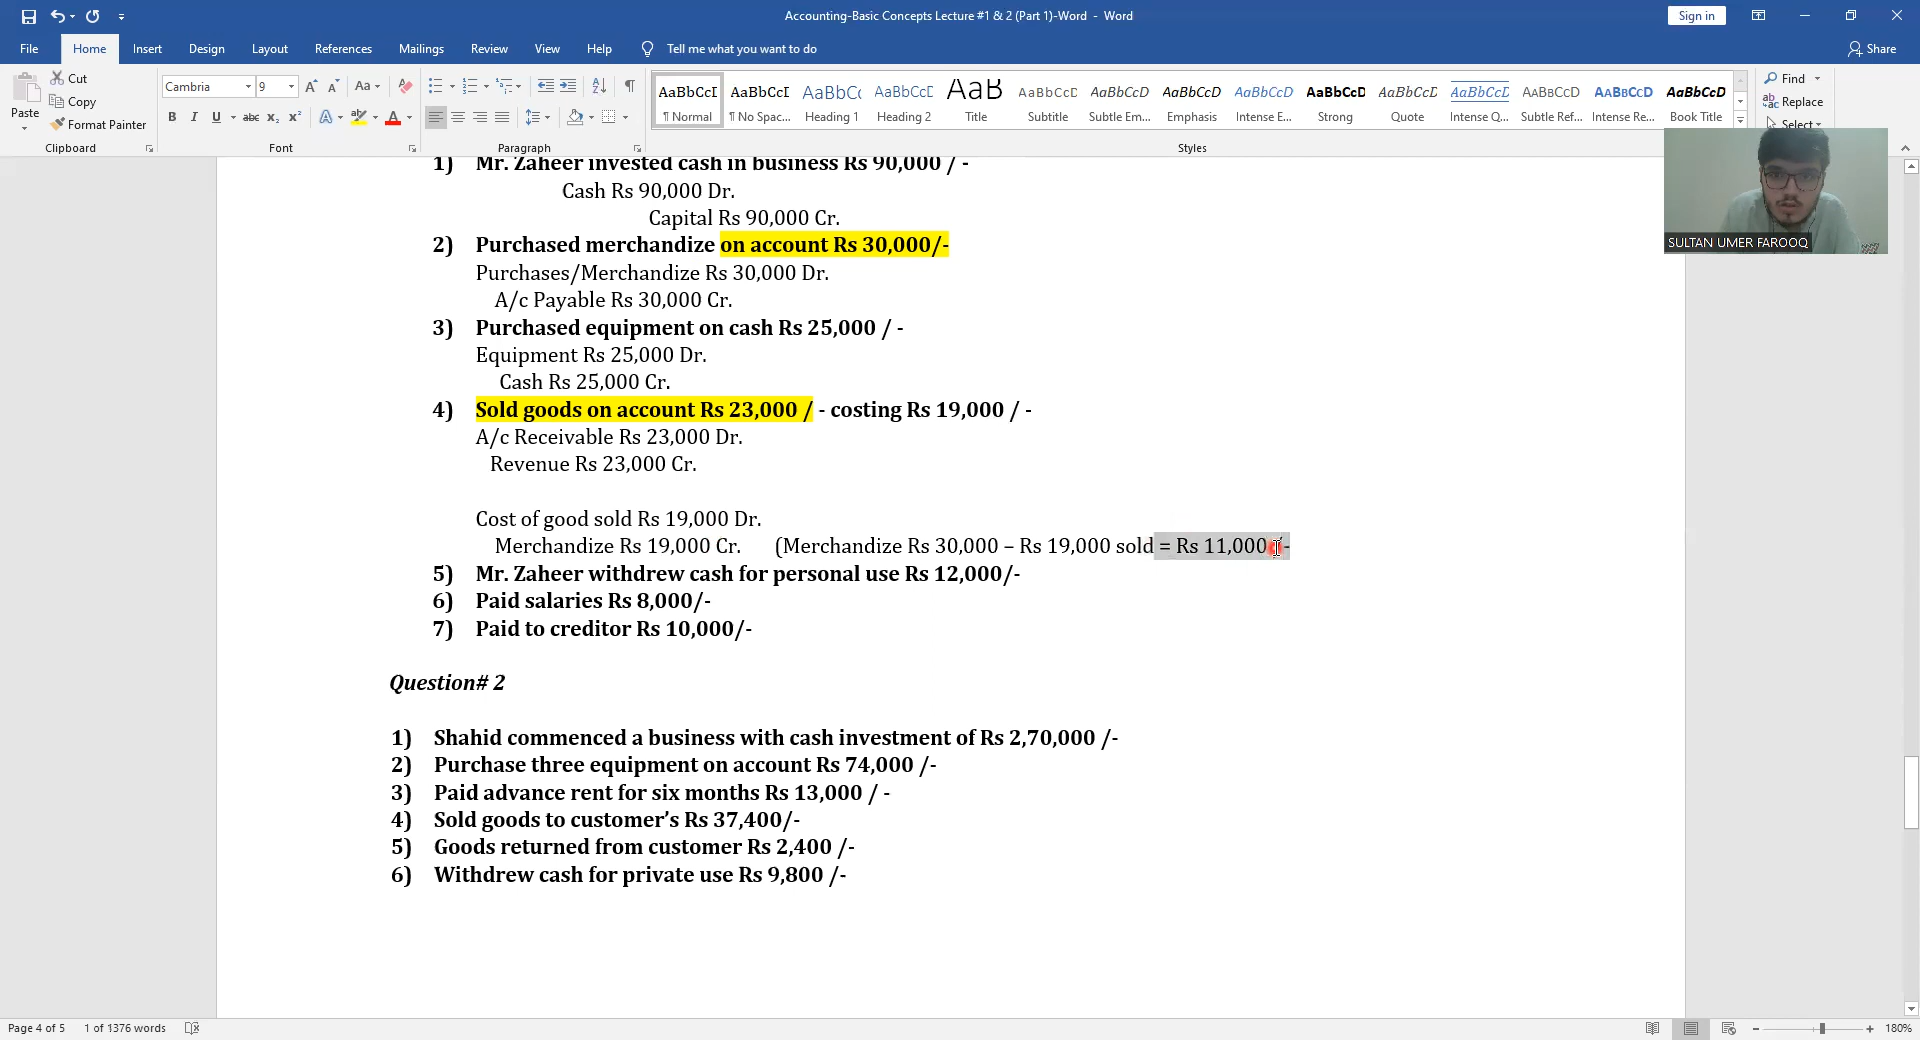 Accounting-Basic Concepts Lecture #1 & 2 (Part 1)-Word - Word
Sign in
File Home Insert Design Layout References Mailings Review View Help Tell me what you want to do
Share
Paste
Cut
Copy
Format Painter
Clipboard
Cambria 9
Font
Paragraph
AaBbCcI AaBbCcI AaBbCc AaBbCcE AaB AaBbCcD AaBbCcD AaBbCcD AaBbCcD AaBbCcD AaBbCcD AaBbCcD AaBbCcD AaBbCcD AaBbCcD
¶ Normal ¶ No Spac... Heading 1 Heading 2 Title Subtitle Subtle Em... Emphasis Intense E... Strong Quote Intense Q... Subtle Ref... Intense Re... Book Title
Styles
Find
Replace
Select
SULTAN UMER FAROOQ
1) Mr. Zaheer invested cash in business Rs 90,000 / -
Cash Rs 90,000 Dr.
Capital Rs 90,000 Cr.
2) Purchased merchandize on account Rs 30,000/-
Purchases/Merchandize Rs 30,000 Dr.
A/c Payable Rs 30,000 Cr.
3) Purchased equipment on cash Rs 25,000 / -
Equipment Rs 25,000 Dr.
Cash Rs 25,000 Cr.
4) Sold goods on account Rs 23,000 / - costing Rs 19,000 / -
A/c Receivable Rs 23,000 Dr.
Revenue Rs 23,000 Cr.
Cost of good sold Rs 19,000 Dr.
Merchandize Rs 19,000 Cr. (Merchandize Rs 30,000 – Rs 19,000 sold = Rs 11,000 /-
5) Mr. Zaheer withdrew cash for personal use Rs 12,000/-
6) Paid salaries Rs 8,000/-
7) Paid to creditor Rs 10,000/-
Question# 2
1) Shahid commenced a business with cash investment of Rs 2,70,000 /-
2) Purchase three equipment on account Rs 74,000 /-
3) Paid advance rent for six months Rs 13,000 / -
4) Sold goods to customer’s Rs 37,400/-
5) Goods returned from customer Rs 2,400 /-
6) Withdrew cash for private use Rs 9,800 /-
Page 4 of 5 1 of 1376 words
180%